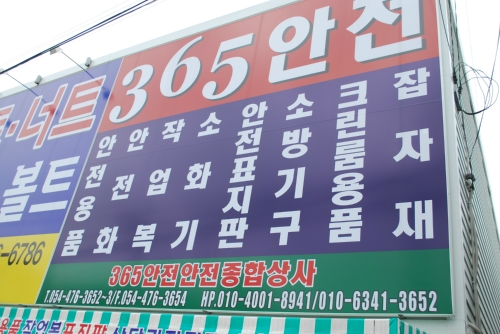 365안전
안전용품
안전화
작업복
소화기
안전표지판
소방기구
크린룸용품
잡자재
365안전안전종합상사
T.054-476-3652~3/F.054-476-3654 HP.010-4001-8941/010-6341-3652
·너트
볼트
6786
작업복